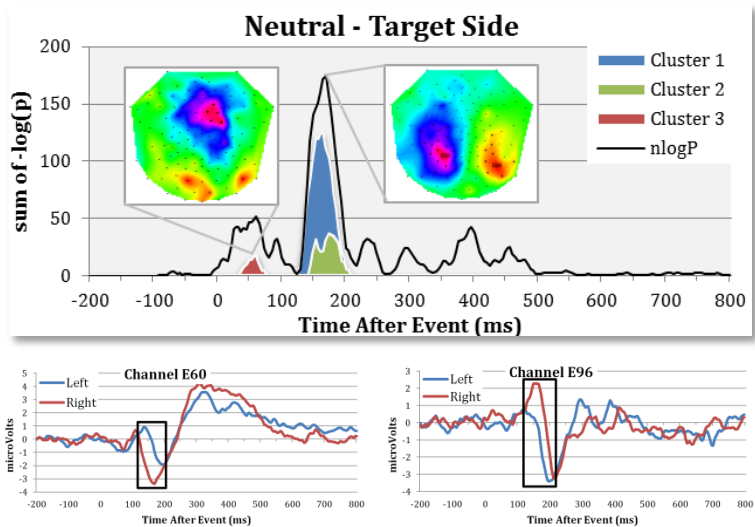 Neutral - Target Side
200
150
100
50
0
sum of -log(p)
Cluster 1
Cluster 2
Cluster 3
nlogP
-200 -100 0 100 200 300 400 500 600 700 800
Time After Event (ms)
Channel E60
Left
Right
5
4
3
2
1
0
-1
-2
-3
-4
microVolts
-200 -100 0 100 200 300 400 500 600 700 800
Time After Event (ms)
Channel E96
Left
Right
3
2
1
0
-1
-2
-3
-4
microVolts
-200 -100 0 100 200 300 400 500 600 700 800
Time After Event (ms)